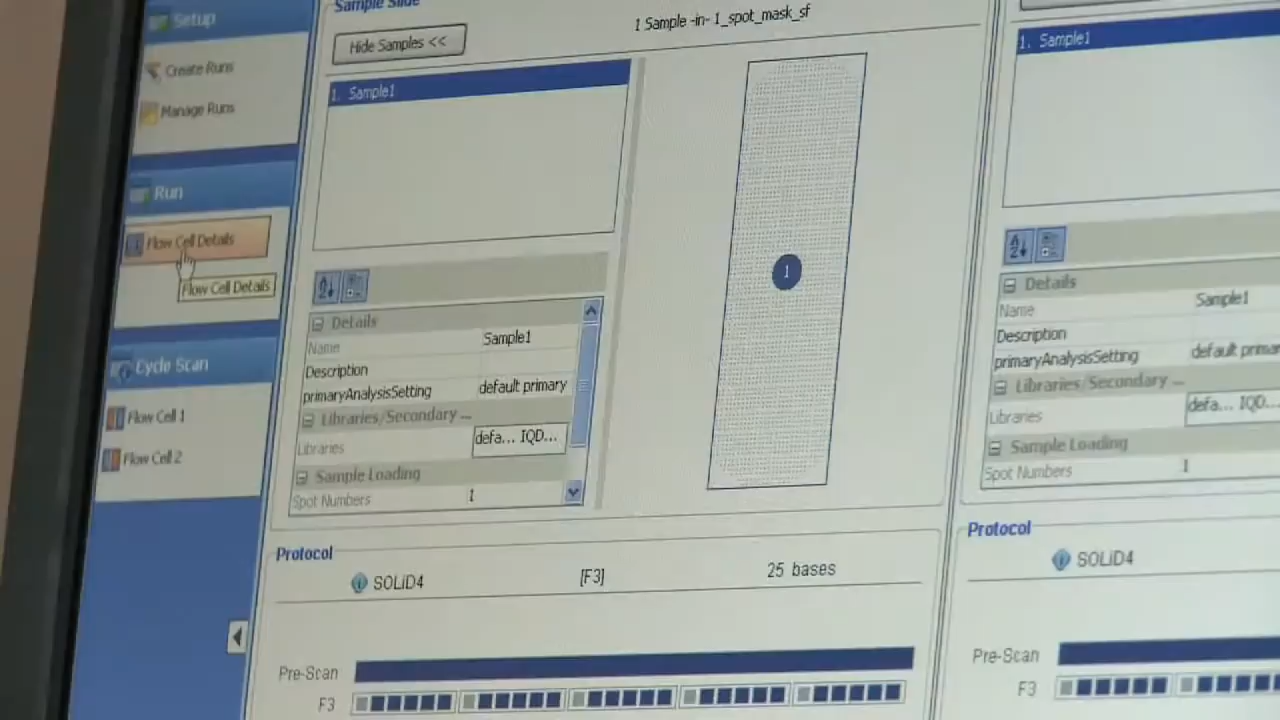 Setup
Create Runs
Manage Runs
Run
Flow Cell Details
Flow Cell Details
Cycle Scan
Flow Cell 1
Flow Cell 2
Sample Slide
Hide Samples <<
1 Sample -in- 1_spot_mask_sf
1. Sample1
1
Details
Name Sample1
Description
primaryAnalysisSetting default primary
Libraries/Secondary ...
Libraries defa... IQD...
Sample Loading
Spot Numbers 1
Protocol
SOLiD4 [F3] 25 bases
Pre-Scan
F3
1. Sample1
Details
Name Sample1
Description
primaryAnalysisSetting default primar
Libraries/Secondary ...
Libraries defa... IQD...
Sample Loading
Spot Numbers 1
Protocol
SOLiD4
Pre-Scan
F3